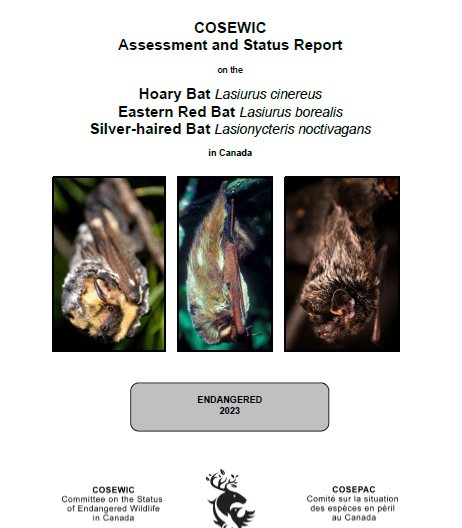 COSEWIC
Assessment and Status Report
on the
Hoary Bat Lasiurus cinereus
Eastern Red Bat Lasiurus borealis
Silver-haired Bat Lasionycteris noctivagans
in Canada
ENDANGERED
2023
COSEWIC
Committee on the Status
of Endangered Wildlife
in Canada
COSEPAC
Comité sur la situation
des espèces en péril
au Canada